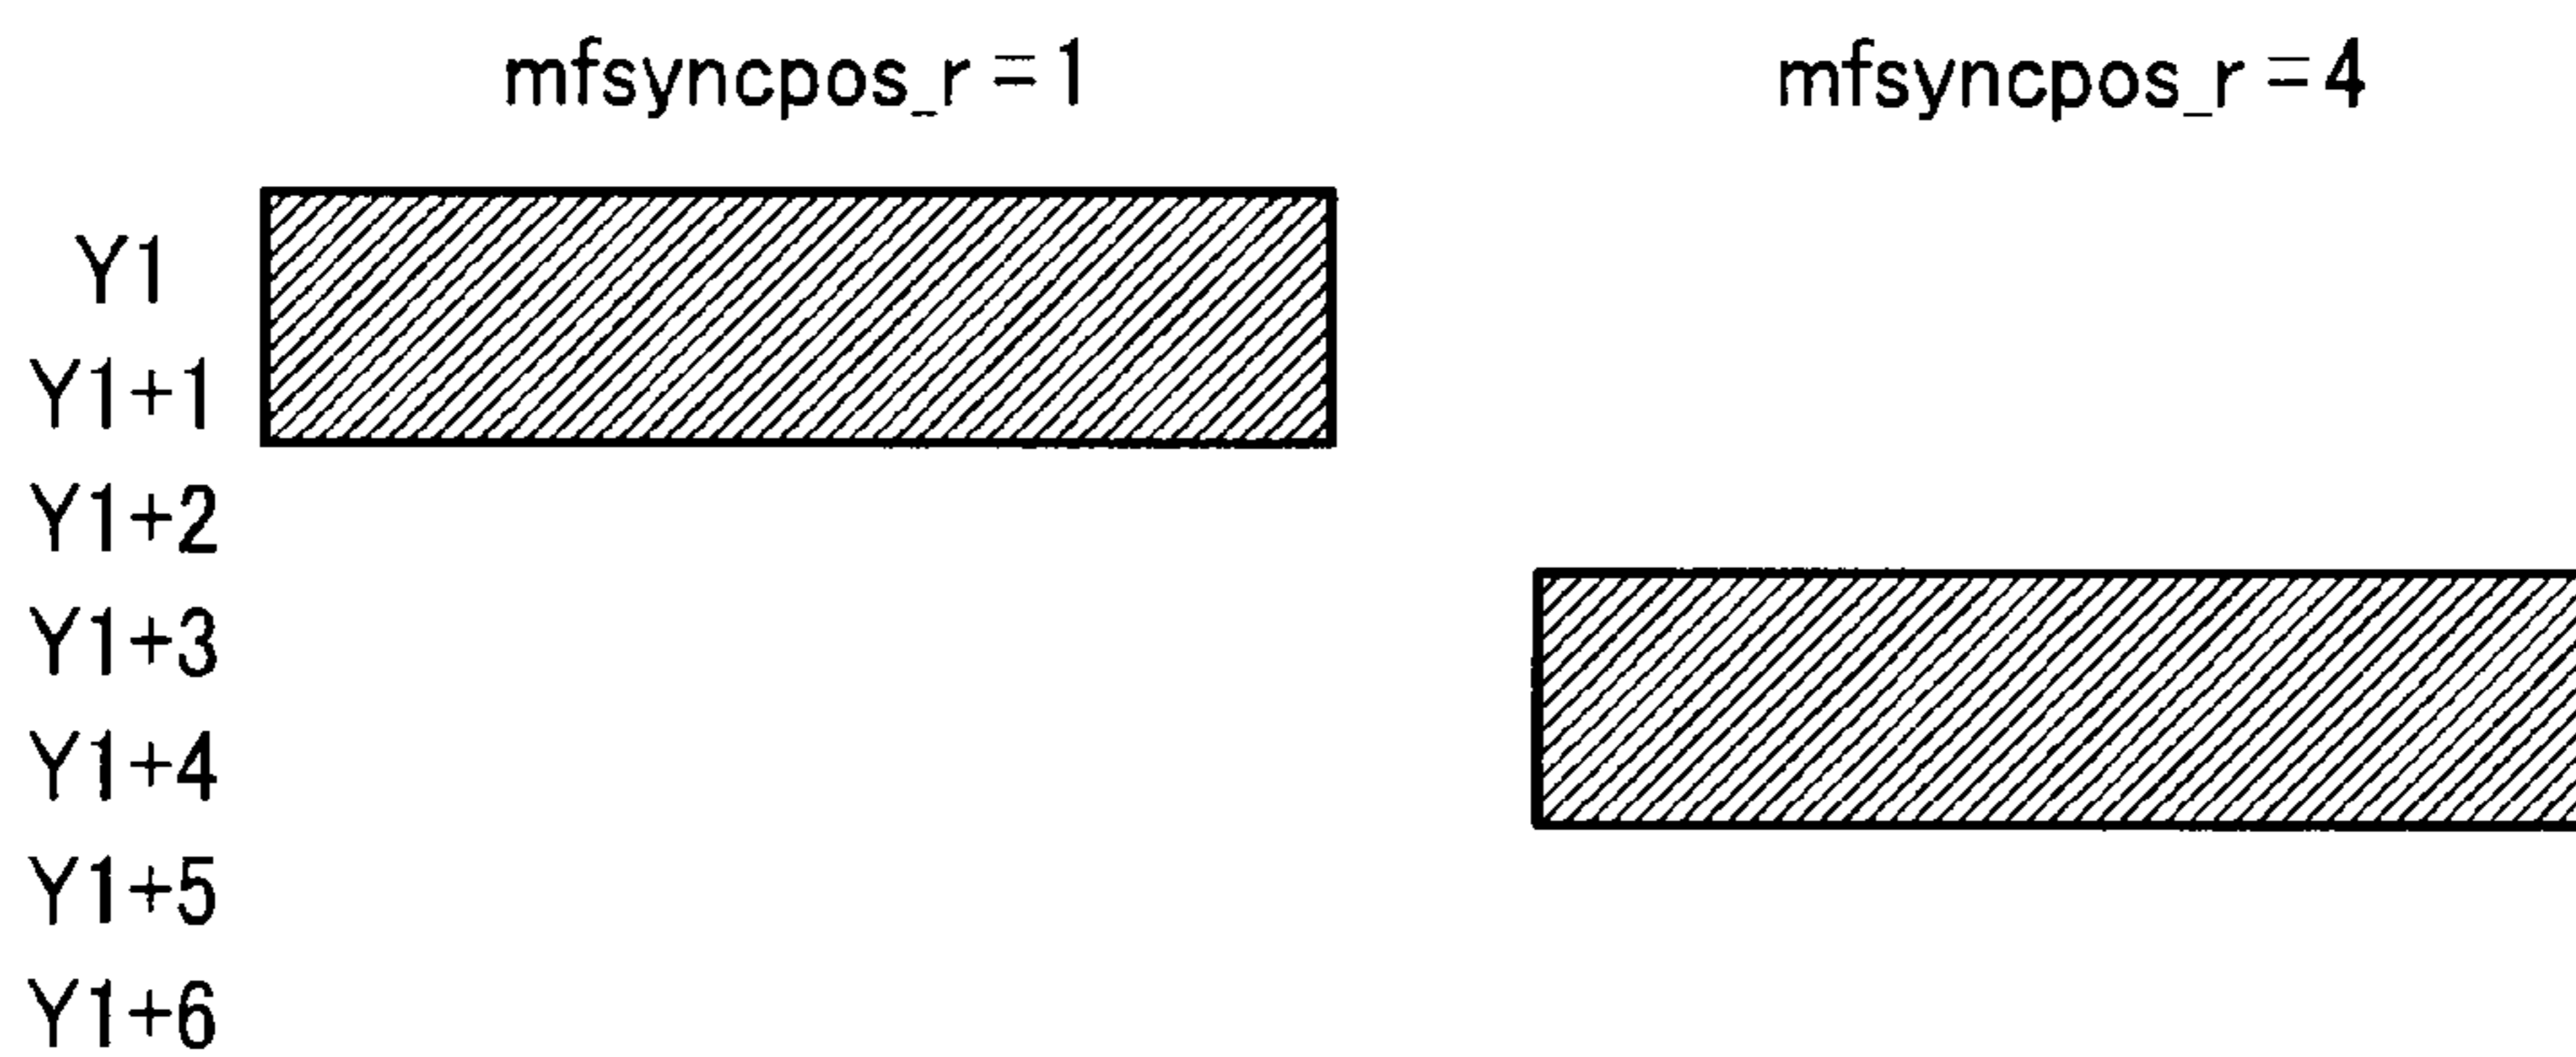 mfsyncpos_r = 1 mfsyncpos_r = 4
Y1
Y1+1
Y1+2
Y1+3
Y1+4
Y1+5
Y1+6